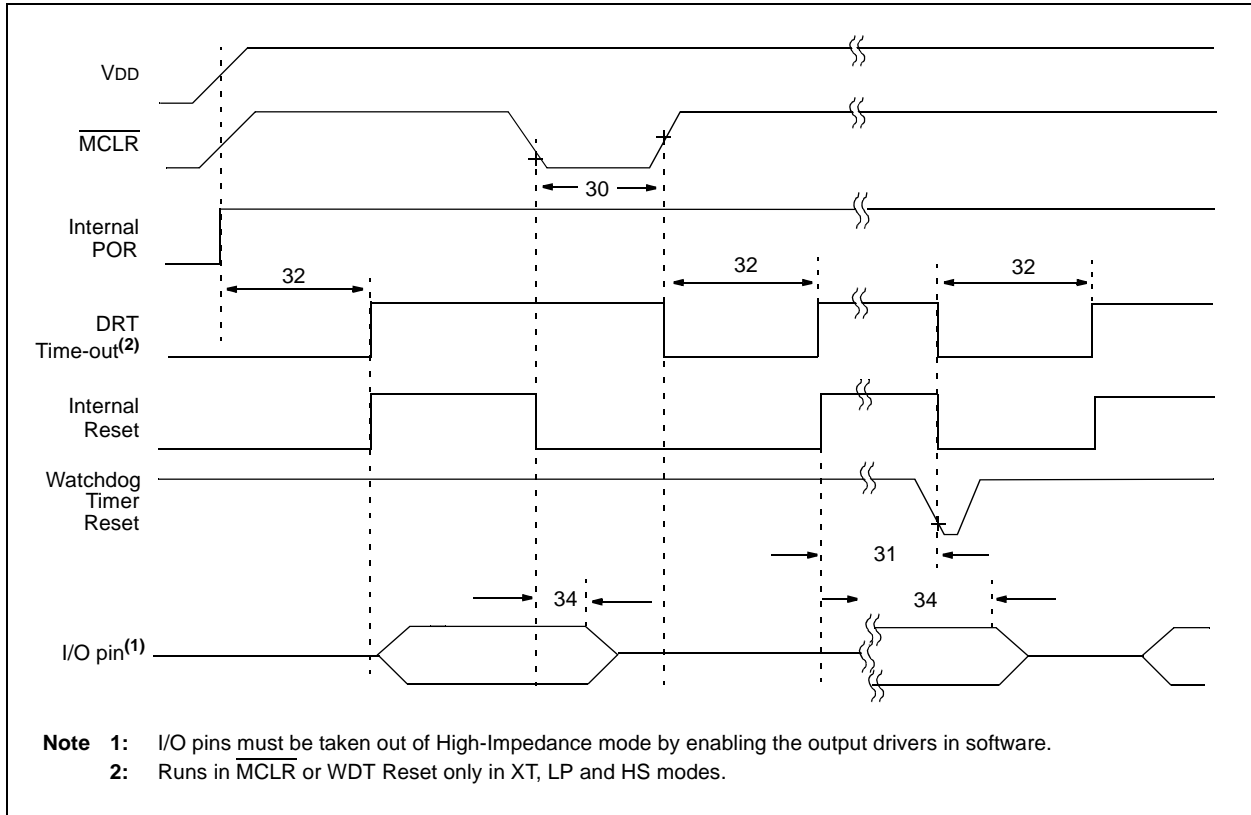 VDD
MCLR
30
Internal
POR
32
32
32
DRT
Time-out(2)
Internal
Reset
Watchdog
Timer
Reset
31
34
34
I/O pin(1)
Note 1: I/O pins must be taken out of High-Impedance mode by enabling the output drivers in software.
2: Runs in MCLR or WDT Reset only in XT, LP and HS modes.